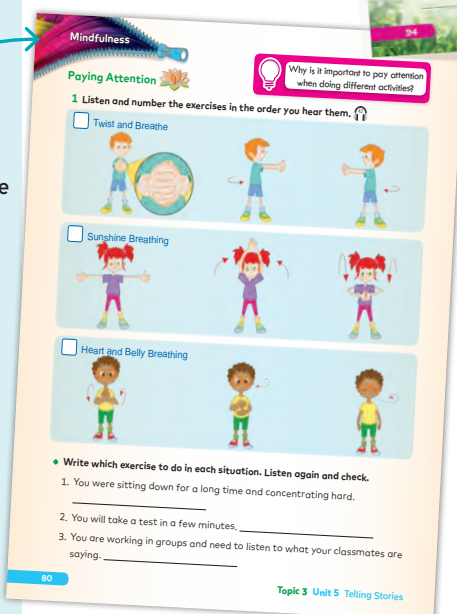 94
Mindfulness
Paying Attention
Why is it important to pay attention
when doing different activities?
1 Listen and number the exercises in the order you hear them.
Twist and Breathe
e
Sunshine Breathing
Heart and Belly Breathing
Write which exercise to do in each situation. Listen again and check.
1. You were sitting down for a long time and concentrating hard.
2. You will take a test in a few minutes.
3. You are working in groups and need to listen to what your classmates are
saying.
80
Topic 3 Unit 5 Telling Stories